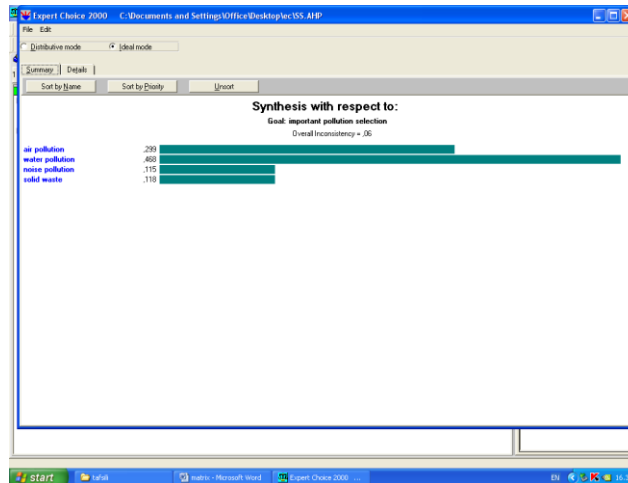 Expert Choice 2000 C:\Documents and Settings\Office\Desktop\ec\SS.AHP
File Edit
Distributive mode Ideal mode
Summary Details
Sort by Name Sort by Priority Unsort
Synthesis with respect to:
Goal: important pollution selection
Overall Inconsistency = ,06
air pollution ,299
water pollution ,468
noise pollution ,115
solid waste ,118
start tafsili matrix - Microsoft Word Expert Choice 2000 ... EN